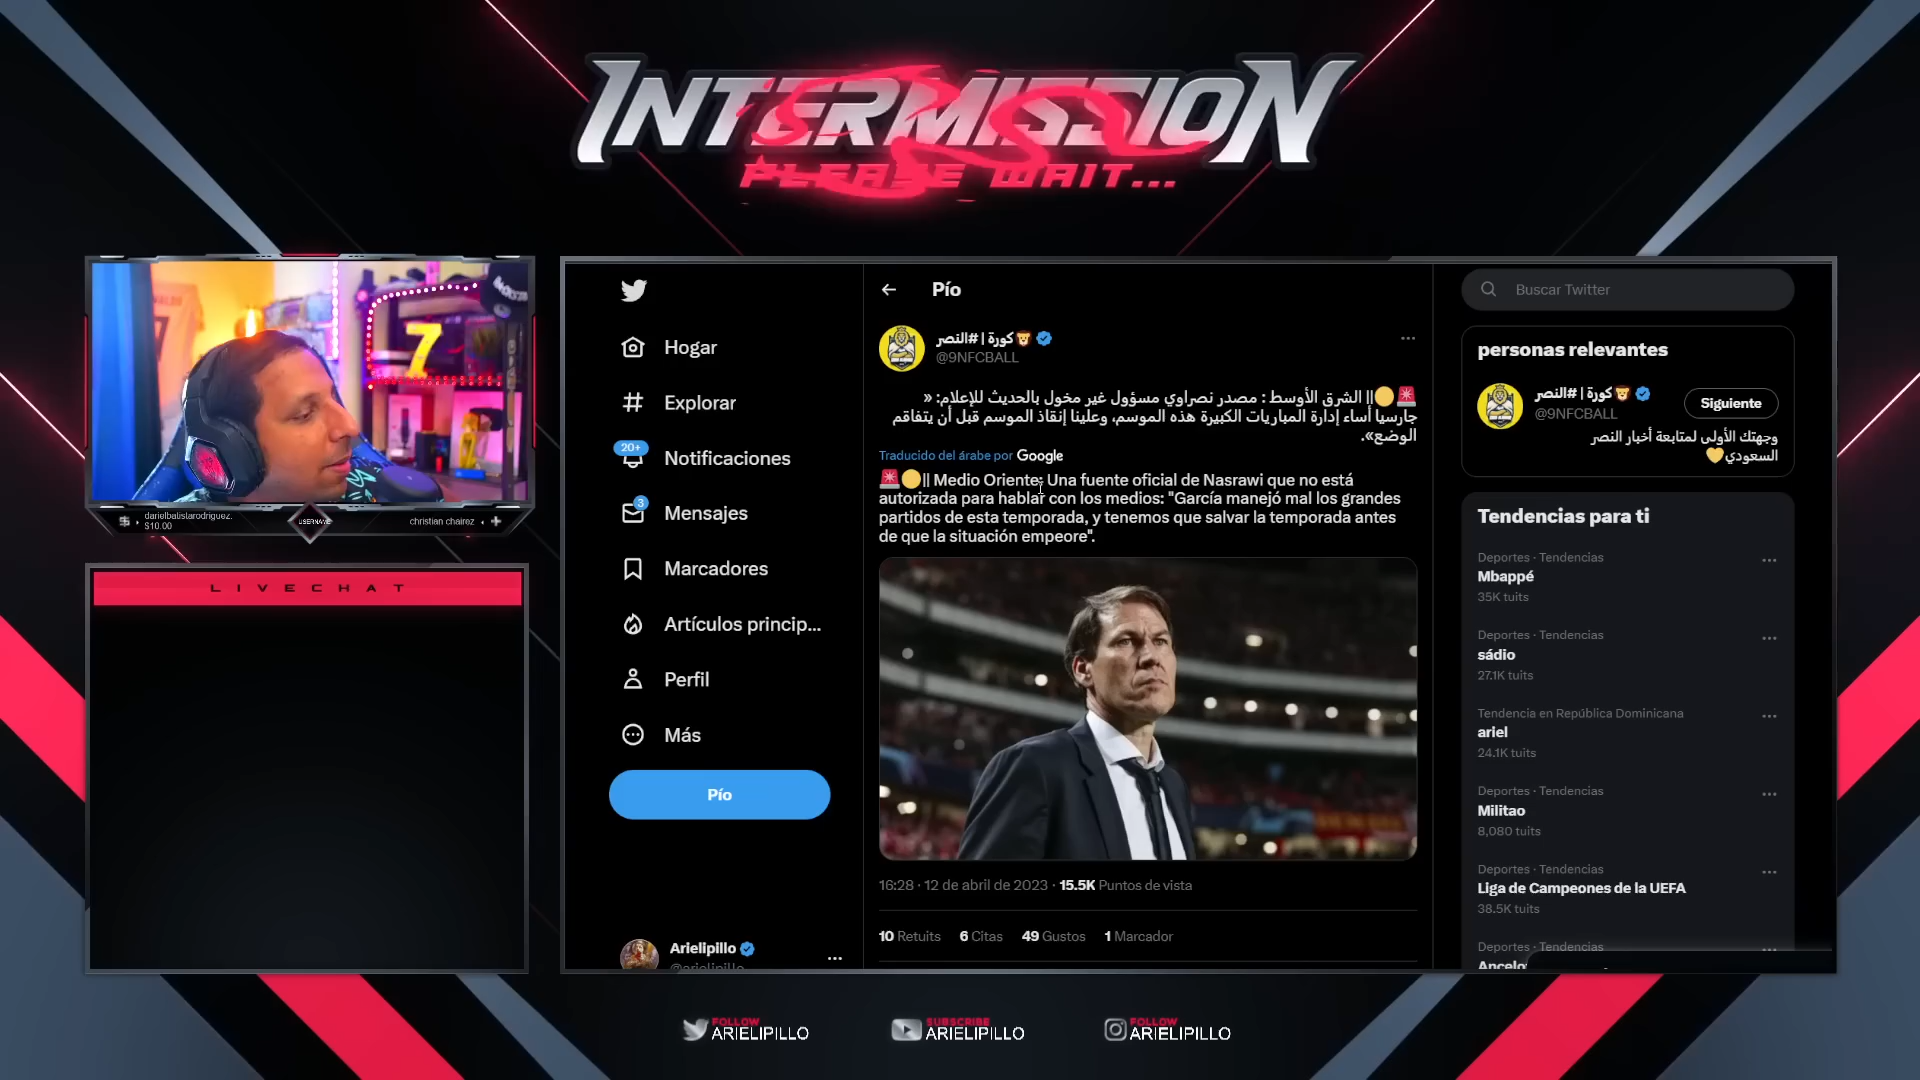 INTERMISSION
PLEASE WAIT...
7
danielbatistarodriguez.
$10.00
USERNAME
christian chairez
LIVECHAT
Hogar
Explorar
20+
Notificaciones
3
Mensajes
Marcadores
Artículos princip...
Perfil
Más
Pío
Arielipillo
@arielipillo
Pío
كورة | #النصر
@9NFCBALL
|| الشرق الأوسط : مصدر نصراوي مسؤول غير مخول بالحديث للإعلام: «
جارسيا أساء إدارة المباريات الكبيرة هذه الموسم، وعلينا إنقاذ الموسم قبل أن يتفاقم
الوضع».
Traducido del árabe por Google
|| Medio Oriente: Una fuente oficial de Nasrawi que no está
autorizada para hablar con los medios: "García manejó mal los grandes
partidos de esta temporada, y tenemos que salvar la temporada antes
de que la situación empeore".
16:28 · 12 de abril de 2023 · 15.5K Puntos de vista
10 Retuits 6 Citas 49 Gustos 1 Marcador
Buscar Twitter
personas relevantes
كورة | #النصر
@9NFCBALL
Siguiente
وجهتك الأولى لمتابعة أخبار النصر
السعودي
Tendencias para ti
Deportes · Tendencias
Mbappé
35K tuits
Deportes · Tendencias
sádio
27.1K tuits
Tendencia en República Dominicana
ariel
24.1K tuits
Deportes · Tendencias
Militao
8,080 tuits
Deportes · Tendencias
Liga de Campeones de la UEFA
38.5K tuits
Deportes · Tendencias
FOLLOW
ARIELIPILLO
SUBSCRIBE
ARIELIPILLO
FOLLOW
ARIELIPILLO